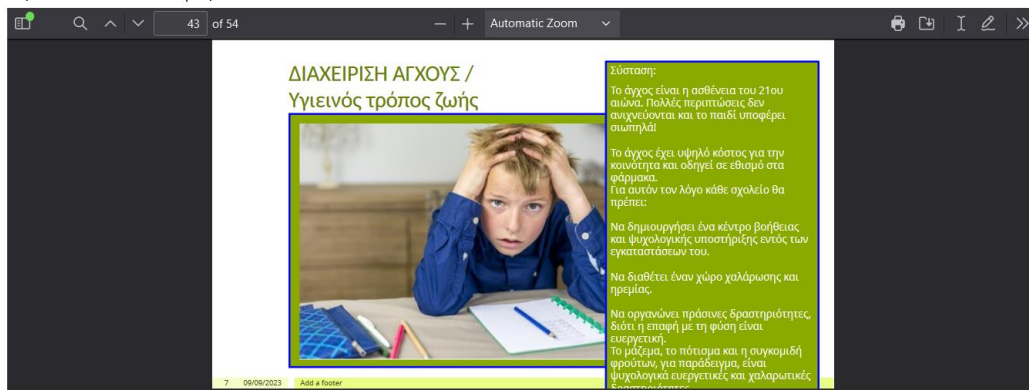 43 of 54
Automatic Zoom
ΔΙΑΧΕΙΡΙΣΗ ΑΓΧΟΥΣ /
Υγιεινός τρόπος ζωής
Σύσταση:
Το άγχος είναι η ασθένεια του 21ου
αιώνα. Πολλές περιπτώσεις δεν
ανιχνεύονται και το παιδί υποφέρει
σιωπηλά!
Το άγχος έχει υψηλό κόστος για την
κοινότητα και οδηγεί σε εθισμό στα
φάρμακα.
Για αυτόν τον λόγο κάθε σχολείο θα
πρέπει:
Να δημιουργήσει ένα κέντρο βοήθειας
και ψυχολογικής υποστήριξης εντός των
εγκαταστάσεων του.
Να διαθέτει έναν χώρο χαλάρωσης και
ηρεμίας.
Να οργανώνει πράσινες δραστηριότητες,
διότι η επαφή με τη φύση είναι
ευεργετική.
Το μάζεμα, το πότισμα και η συγκομιδή
φρούτων, για παράδειγμα, είναι
ψυχολογικά ευεργετικές και χαλαρωτικές
δραστηριότητες
7 09/09/2023 Add a footer